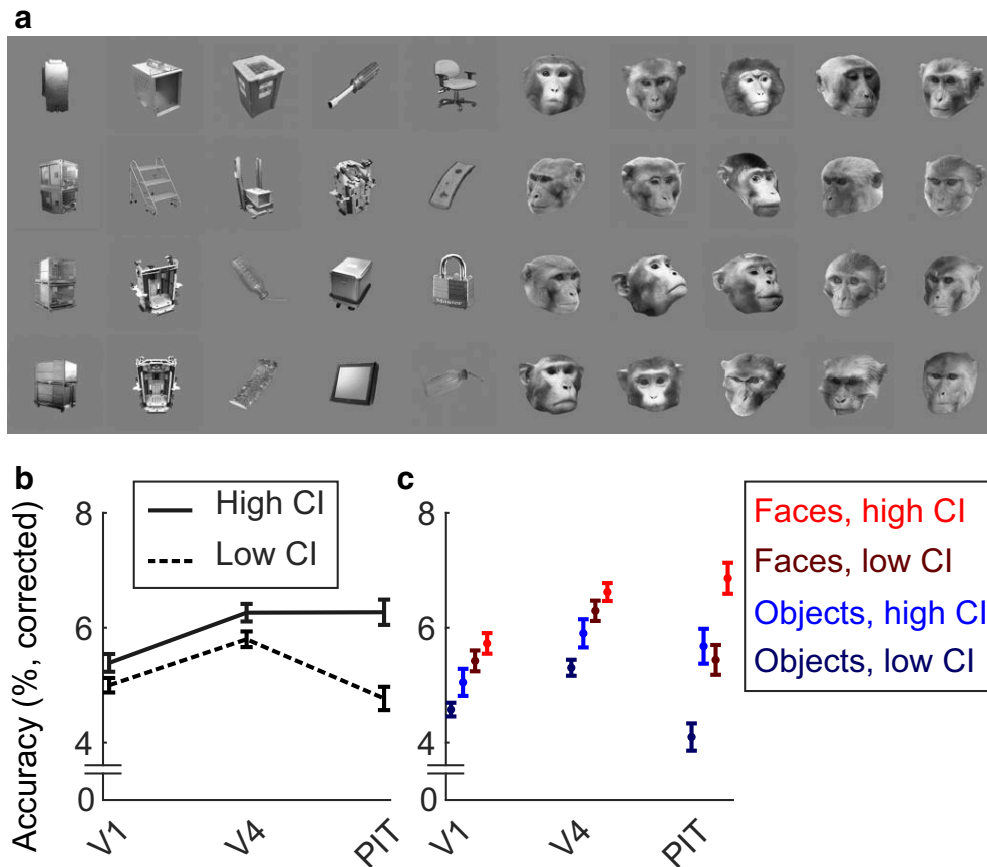 a
Master
b
High CI
Low CI
Accuracy (%, corrected)
8
6
4
0
V1
V4
PIT
c
8
6
4
0
V1
V4
PIT
Faces, high CI
Faces, low CI
Objects, high CI
Objects, low CI